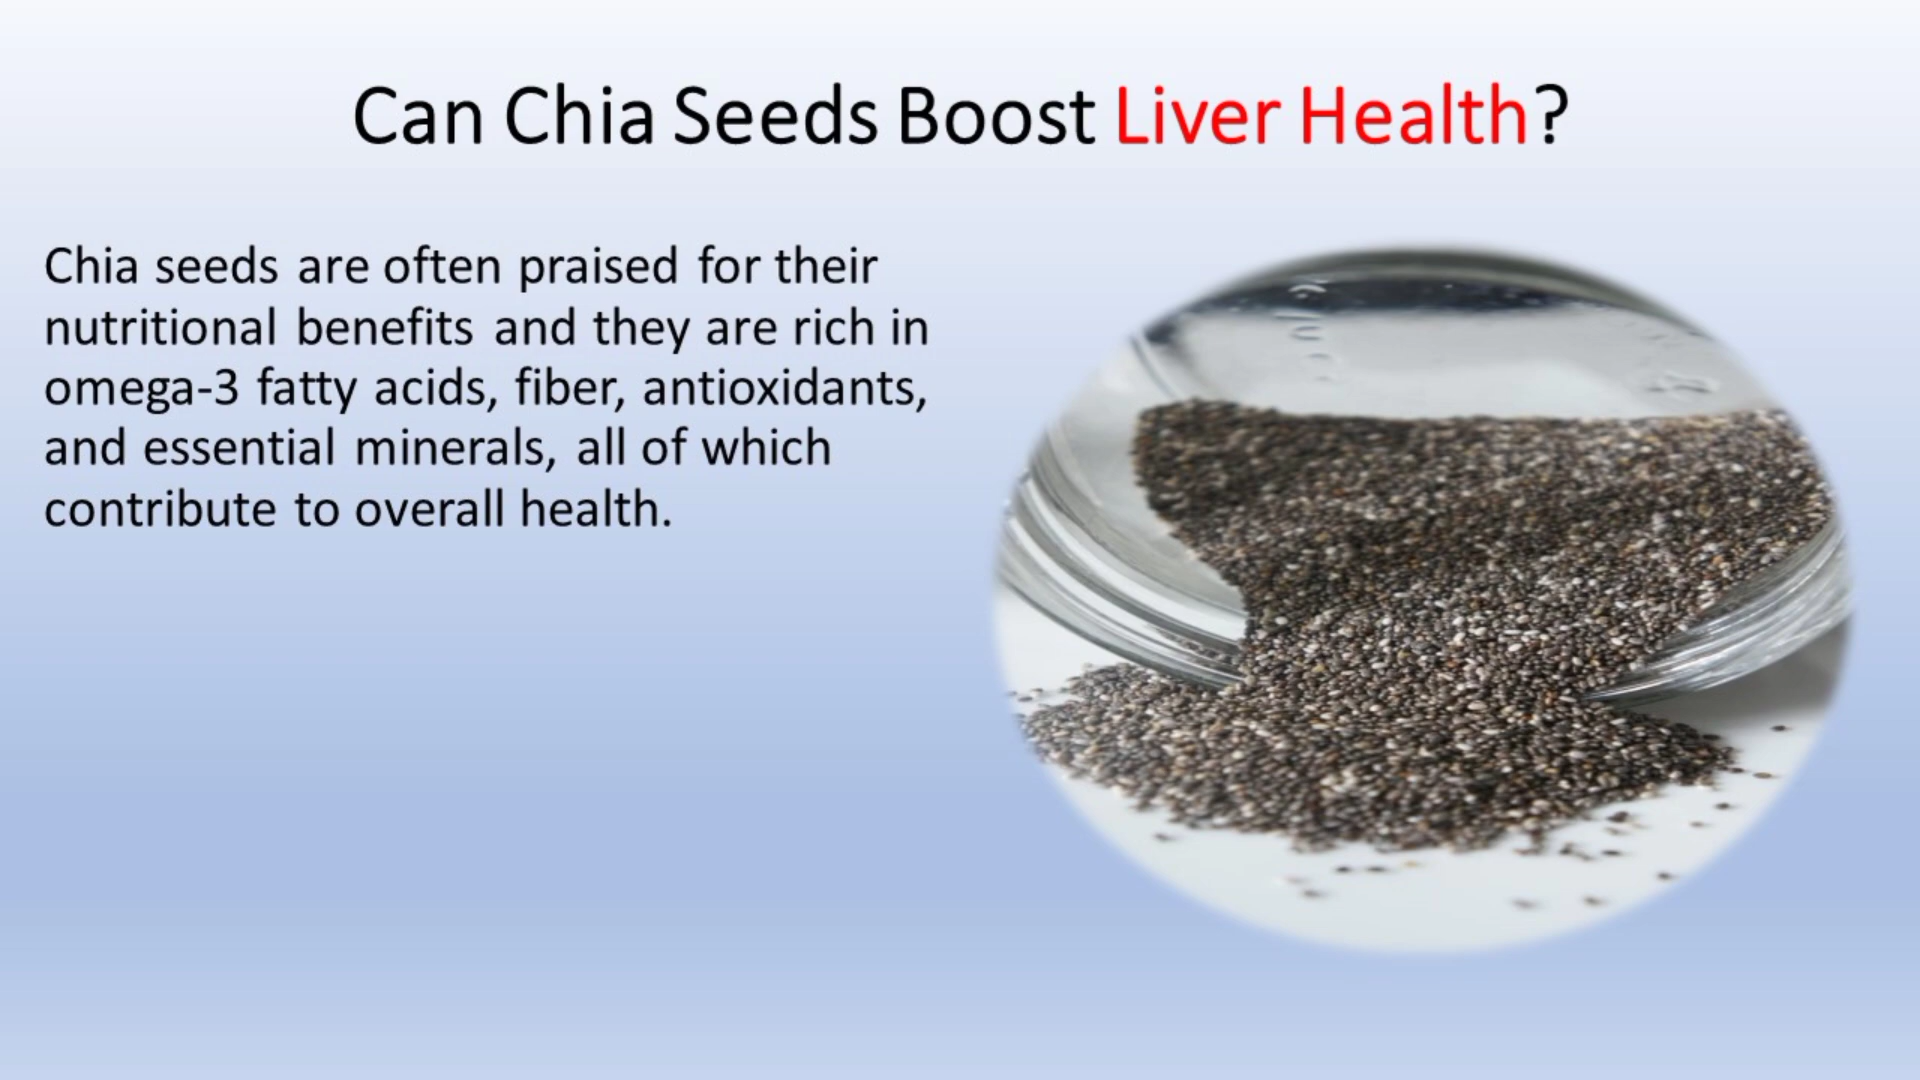 Can Chia Seeds Boost Liver Health?
Chia seeds are often praised for their
nutritional benefits and they are rich in
omega-3 fatty acids, fiber, antioxidants,
and essential minerals, all of which
contribute to overall health.